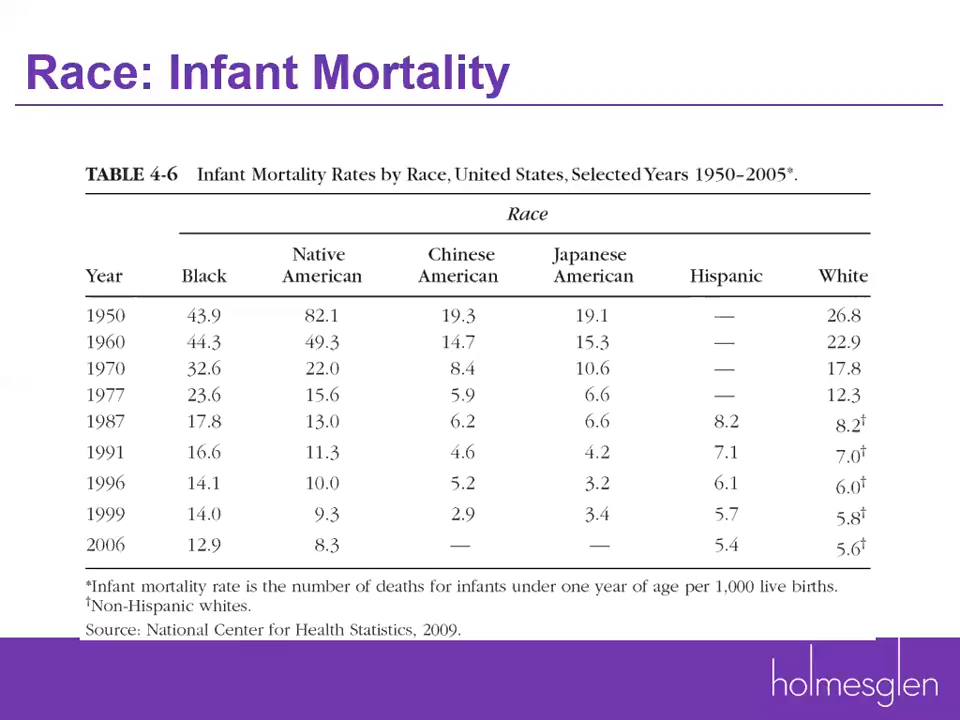 Race: Infant Mortality
TABLE 4-6 Infant Mortality Rates by Race, United States, Selected Years 1950–2005*.
Race
Native Chinese Japanese
Year Black American American American Hispanic White
1950 43.9 82.1 19.3 19.1 — 26.8
1960 44.3 49.3 14.7 15.3 — 22.9
1970 32.6 22.0 8.4 10.6 — 17.8
1977 23.6 15.6 5.9 6.6 — 12.3
1987 17.8 13.0 6.2 6.6 8.2 8.2†
1991 16.6 11.3 4.6 4.2 7.1 7.0†
1996 14.1 10.0 5.2 3.2 6.1 6.0†
1999 14.0 9.3 2.9 3.4 5.7 5.8†
2006 12.9 8.3 — — 5.4 5.6†
*Infant mortality rate is the number of deaths for infants under one year of age per 1,000 live births.
†Non-Hispanic whites.
Source: National Center for Health Statistics, 2009.
holmesglen